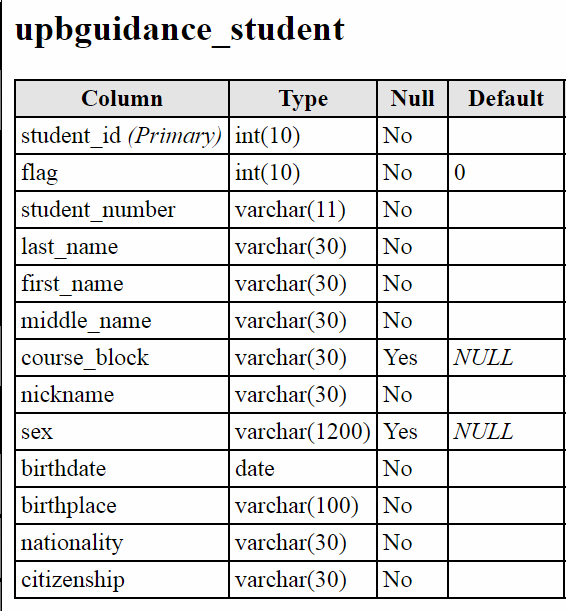 upbguidance_student
Column Type Null Default
student_id (Primary) int(10) No
flag int(10) No 0
student_number varchar(11) No
last_name varchar(30) No
first_name varchar(30) No
middle_name varchar(30) No
course_block varchar(30) Yes NULL
nickname varchar(30) No
sex varchar(1200) Yes NULL
birthdate date No
birthplace varchar(100) No
nationality varchar(30) No
citizenship varchar(30) No